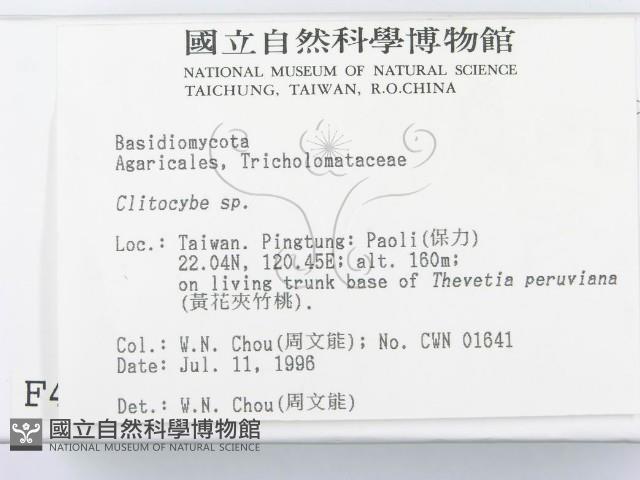 國立自然科學博物館
NATIONAL MUSEUM OF NATURAL SCIENCE
TAICHUNG, TAIWAN, R.O.CHINA
Basidiomycota
Agaricales, Tricholomataceae
Clitocybe sp.
Loc.: Taiwan. Pingtung: Paoli(保力)
22.04N, 120.45E; alt. 160m;
on living trunk base of Thevetia peruviana
(黃花夾竹桃).
Col.: W.N. Chou(周文能); No. CWN 01641
Date: Jul. 11, 1996
Det.: W.N. Chou(周文能)
國立自然科學博物館
NATIONAL MUSEUM OF NATURAL SCIENCE